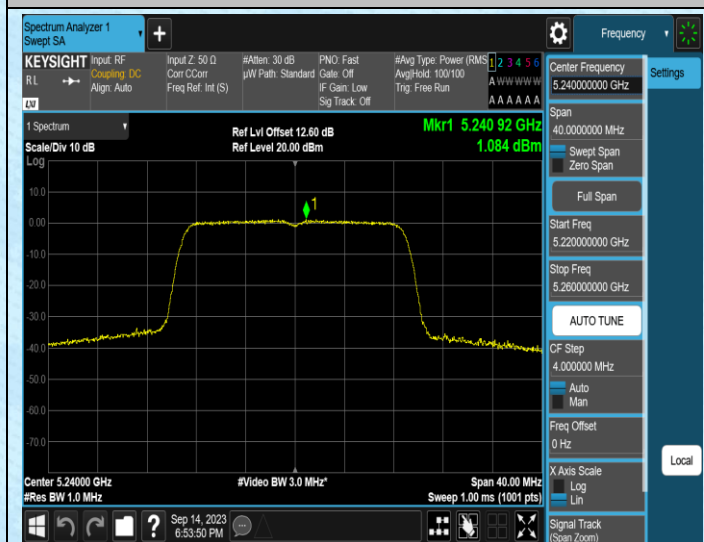 Spectrum Analyzer 1
Swept SA
+
Frequency
KEYSIGHT
R L
LXI
Input: RF
Coupling: DC
Align: Auto
Input Z: 50 Ω
Corr CCorr
Freq Ref: Int (S)
#Atten: 30 dB
µW Path: Standard
PNO: Fast
Gate: Off
IF Gain: Low
Sig Track: Off
#Avg Type: Power (RMS
Avg|Hold: 100/100
Trig: Free Run
1 2 3 4 5 6
A W W W W W
A A A A A A
1 Spectrum
Scale/Div 10 dB
Log
Ref Lvl Offset 12.60 dB
Ref Level 20.00 dBm
Mkr1 5.240 92 GHz
1.084 dBm
10.0
0.00
-10.0
-20.0
-30.0
-40.0
-50.0
-60.0
-70.0
1
Center 5.24000 GHz
#Res BW 1.0 MHz
#Video BW 3.0 MHz*
Span 40.00 MHz
Sweep 1.00 ms (1001 pts)
?
Sep 14, 2023
6:53:50 PM
Center Frequency
5.240000000 GHz
Settings
Span
40.0000000 MHz
Swept Span
Zero Span
Full Span
Start Freq
5.220000000 GHz
Stop Freq
5.260000000 GHz
AUTO TUNE
CF Step
4.000000 MHz
Auto
Man
Freq Offset
0 Hz
X Axis Scale
Log
Lin
Local
Signal Track
(Span Zoom)